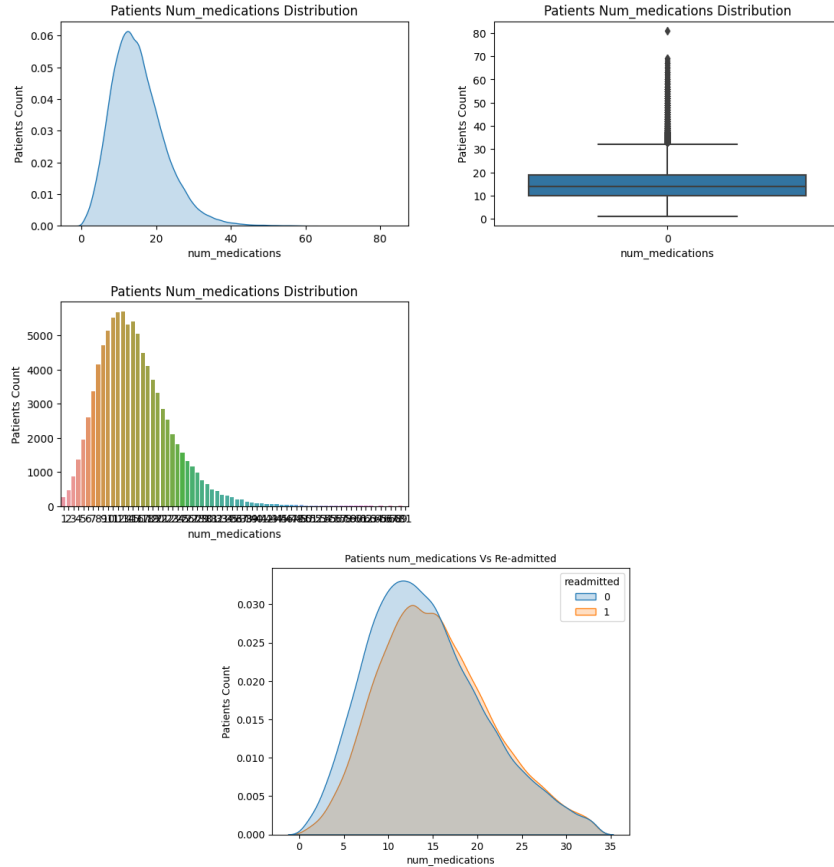 Patients Num_medications Distribution
0.06
0.05
0.04
0.03
0.02
0.01
0.00
Patients Count
0 20 40 60 80
num_medications
Patients Num_medications Distribution
80
70
60
50
40
30
20
10
0
Patients Count
0
num_medications
Patients Num_medications Distribution
5000
4000
3000
2000
1000
0
Patients Count
num_medications
Patients num_medications Vs Re-admitted
readmitted
0
1
0.030
0.025
0.020
0.015
0.010
0.005
0.000
Patients Count
0 5 10 15 20 25 30 35
num_medications